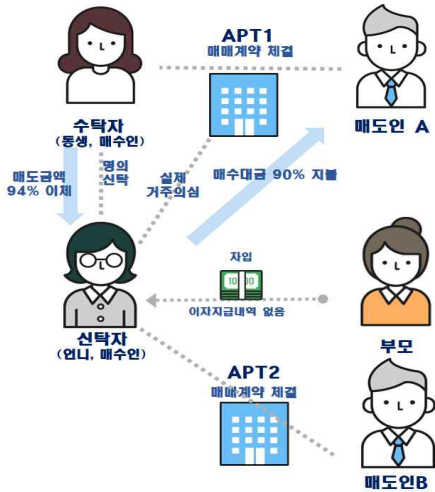 APT1
매매계약 체결
수탁자
(동생, 매수인)
매도인 A
매도금액
94% 이체
명의
신탁
실제
거주의심
매수대금 90% 지불
차입
이자지급내역 없음
신탁자
(언니, 매수인)
부모
APT2
매매계약 체결
매도인B